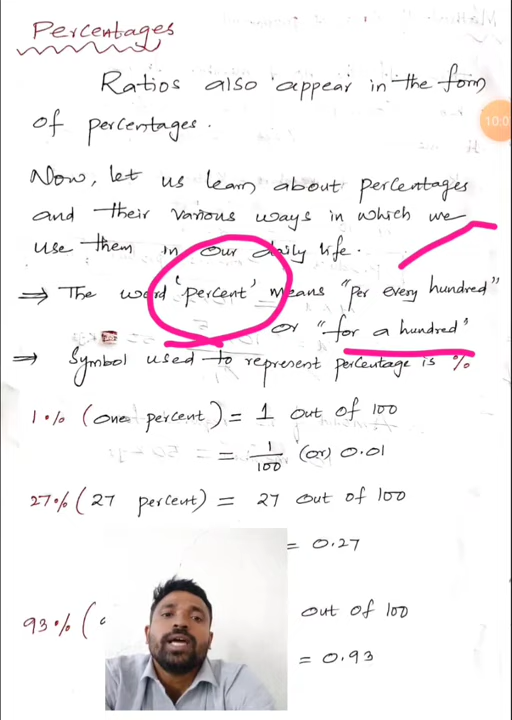 Percentages
Ratios also appear in the form
of percentages.
10:0
Now, let us learn about percentages
and their various ways in which we
use them in our daily life.
⇒ The word 'percent' means "per every hundred"
or "for a hundred"
⇒ Symbol used to represent percentage is %
1% (one percent) = 1 out of 100
= 1/100 (or) 0.01
27% (27 percent) = 27 out of 100
= 0.27
93% ( out of 100
= 0.93